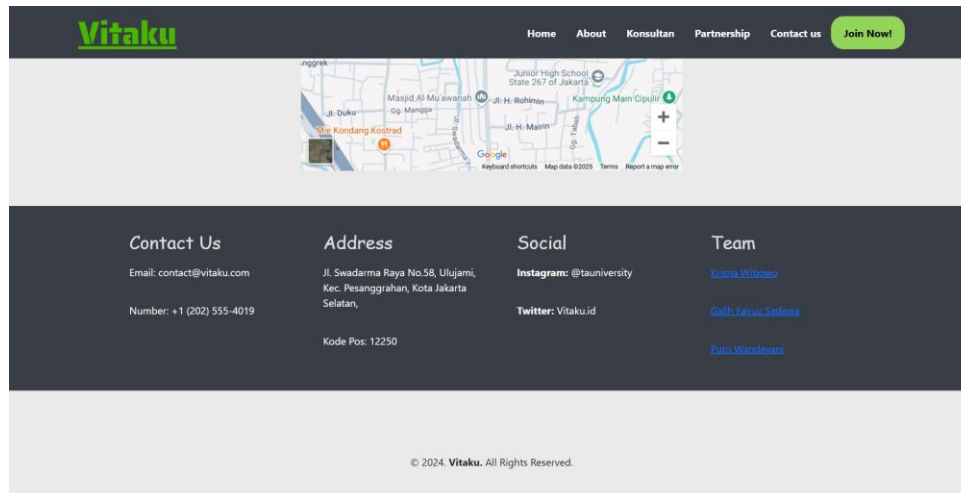 Vitaku
Home About Konsultan Partnership Contact us Join Now!
nggrek
Junior High School
State 267 of Jakarta
Masjid Al-Mu'awanah
Jl. H. Rohimin
Kampung Main Cipulir
Jl. Duku
Gg. Mangga
Mie Kondang Kostrad
Jl. H. Mairin
Gg. Tabah
Google
Keyboard shortcuts Map data ©2025 Terms Report a map error
Contact Us
Email: contact@vitaku.com
Number: +1 (202) 555-4019
Address
Jl. Swadarma Raya No.58, Ulujami,
Kec. Pesanggrahan, Kota Jakarta
Selatan,
Kode Pos: 12250
Social
Instagram: @tauniversity
Twitter: Vitaku.id
Team
Krisna Wibowo
Galih Fairuz Sadewa
Putri Wandayani
© 2024. Vitaku. All Rights Reserved.